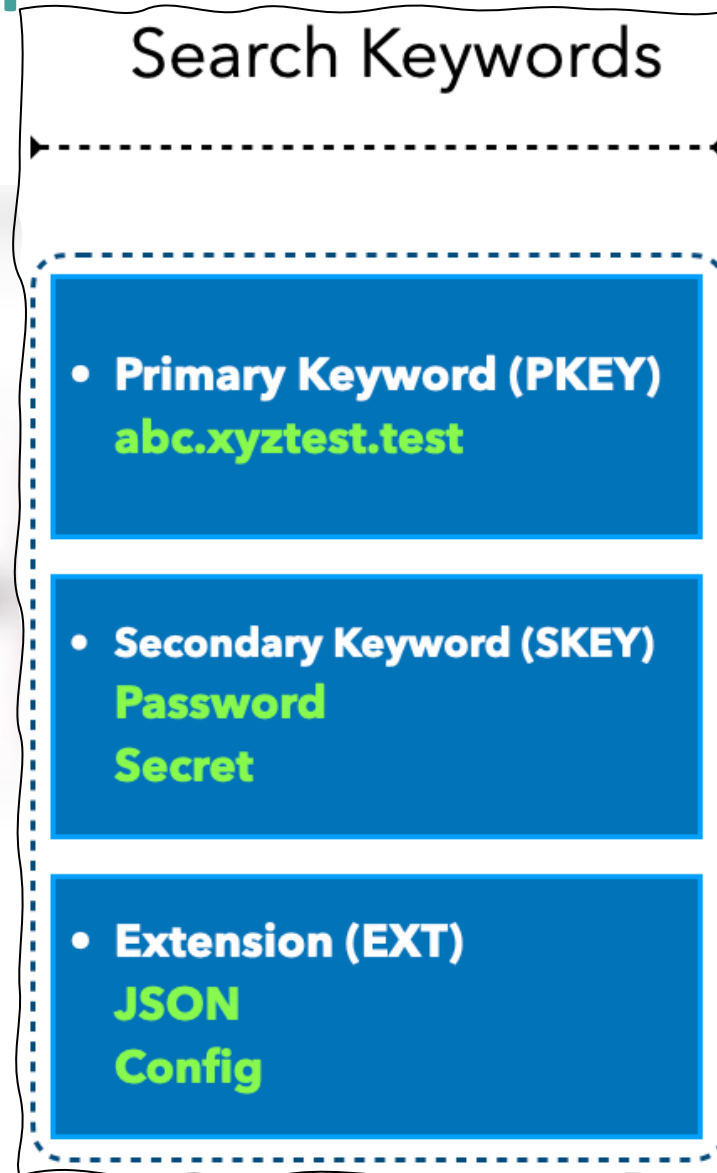 Search Keywords
• Primary Keyword (PKEY)
abc.xyztest.test
• Secondary Keyword (SKEY)
Password
Secret
• Extension (EXT)
JSON
Config